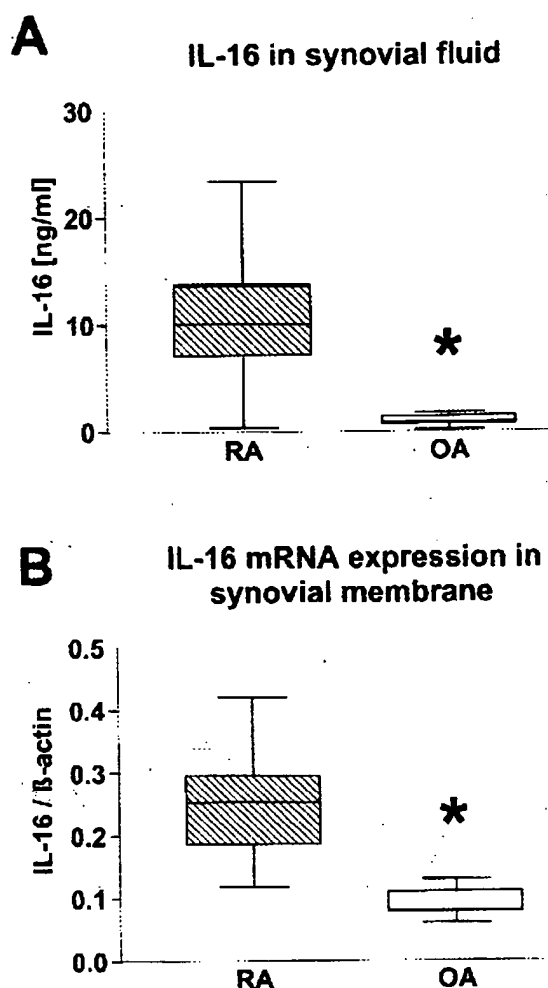 A
IL-16 in synovial fluid
30
20
10
0
IL-16 [ng/ml]
*
RA
OA
B
IL-16 mRNA expression in
synovial membrane
0.5
0.4
0.3
0.2
0.1
0.0
IL-16 / ß-actin
*
RA
OA